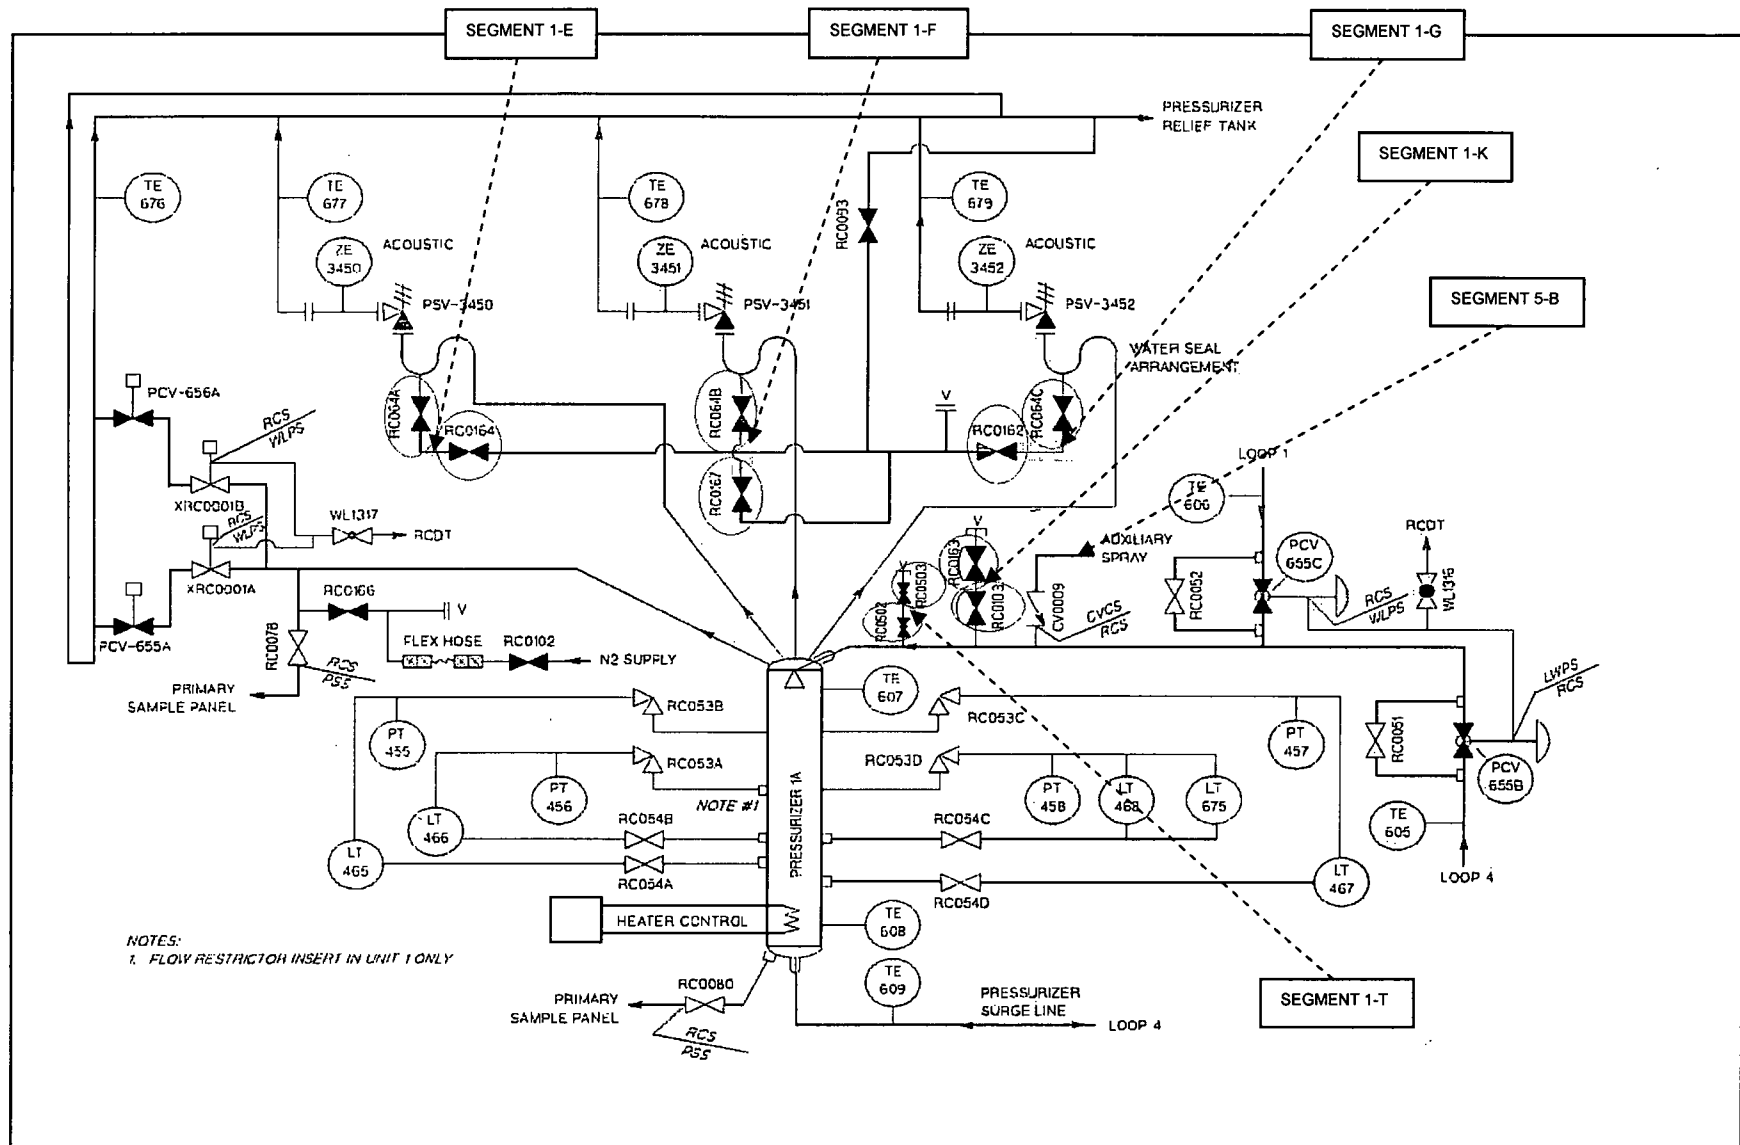 SEGMENT 1-E
SEGMENT 1-F
SEGMENT 1-G
PRESSURIZER
RELIEF TANK
SEGMENT 1-K
TE
676
TE
677
TE
678
RC0093
TE
679
ZE
3450
ACOUSTIC
ZE
3451
ACOUSTIC
ZE
3452
ACOUSTIC
SEGMENT 5-B
PSV-3450
PSV-3451
PSV-3452
WATER SEAL
ARRANGEMENT
PCV-656A
RCS
WLPS
RC064A
RC0164
RC064B
RC0167
V
RC0162
RC064C
LOOP 1
XRC0001B
RCS
WLPS
WL1317
RCDT
TE
606
RCDT
V
V
AUXILIARY
SPRAY
PCV
655C
XRC0001A
RC0503
RC0163
RC0502
RC0103
CV0009
CVCS
RCS
RC0052
RCS
WLPS
WL1316
RC0166
V
PCV-655A
RC0078
FLEX HOSE
RC0102
N2 SUPPLY
RCS
PSS
PRIMARY
SAMPLE PANEL
TE
607
LWPS
RCS
RC053B
RC053C
PT
455
PT
457
RC0051
RC053A
RC053D
PCV
655B
PT
456
NOTE #1
PRESSURIZER 1A
PT
458
LT
468
LT
675
LT
466
RC054B
RC054C
TE
605
LT
465
RC054A
RC054D
LT
467
LOOP 4
HEATER CONTROL
TE
608
NOTES:
1. FLOW RESTRICTOR INSERT IN UNIT 1 ONLY
RC0080
TE
609
PRIMARY
SAMPLE PANEL
PRESSURIZER
SURGE LINE
LOOP 4
SEGMENT 1-T
RCS
PSS